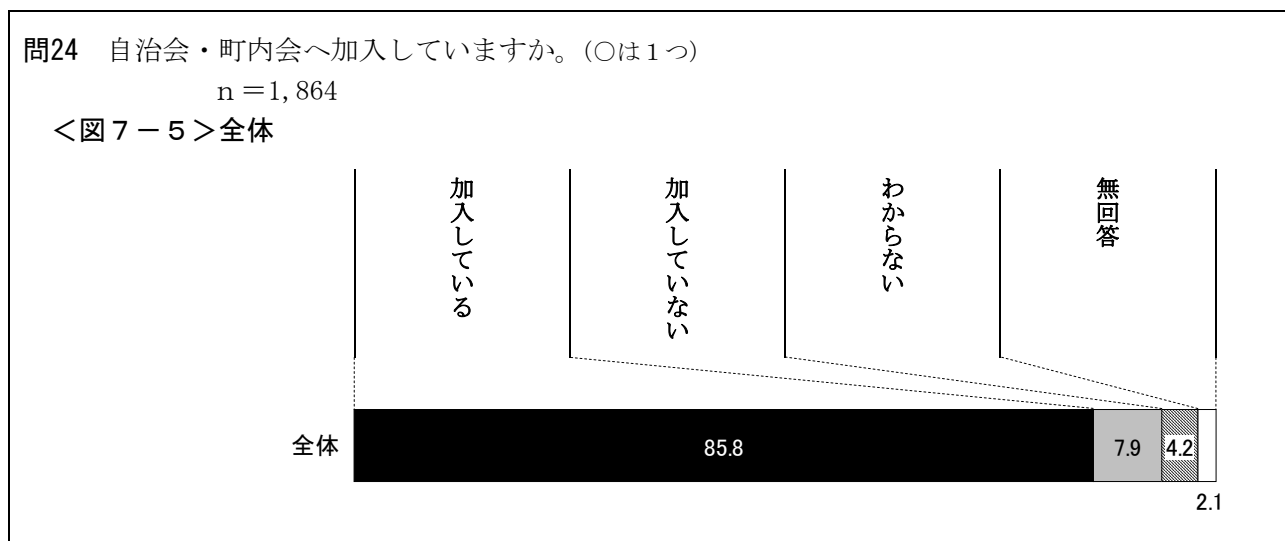 問24　自治会・町内会へ加入していますか。（○は１つ）
ｎ＝1,864
＜図７－５＞全体
加入している
加入していない
わからない
無回答
全体
85.8
7.9
4.2
2.1